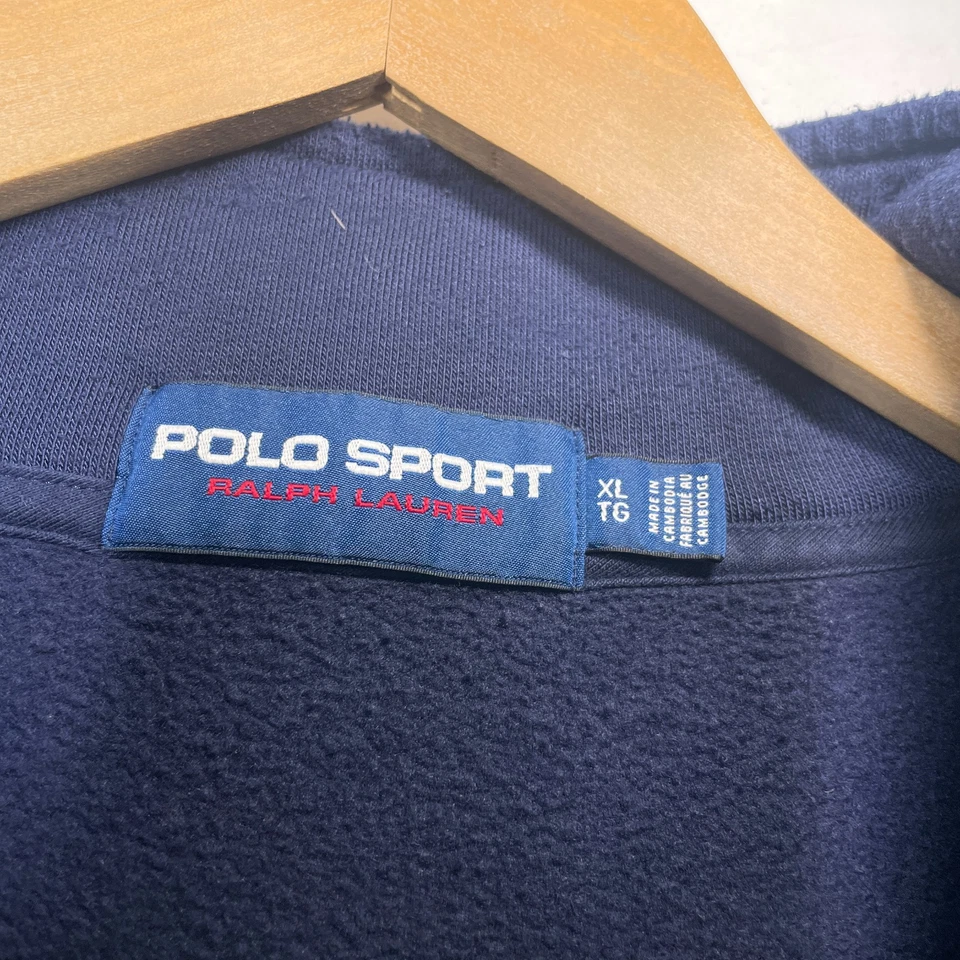 POLO SPORT
RALPH LAUREN
XL
TG
MADE IN
CAMBODIA
FABRIQUÉ AU
CAMBODGE